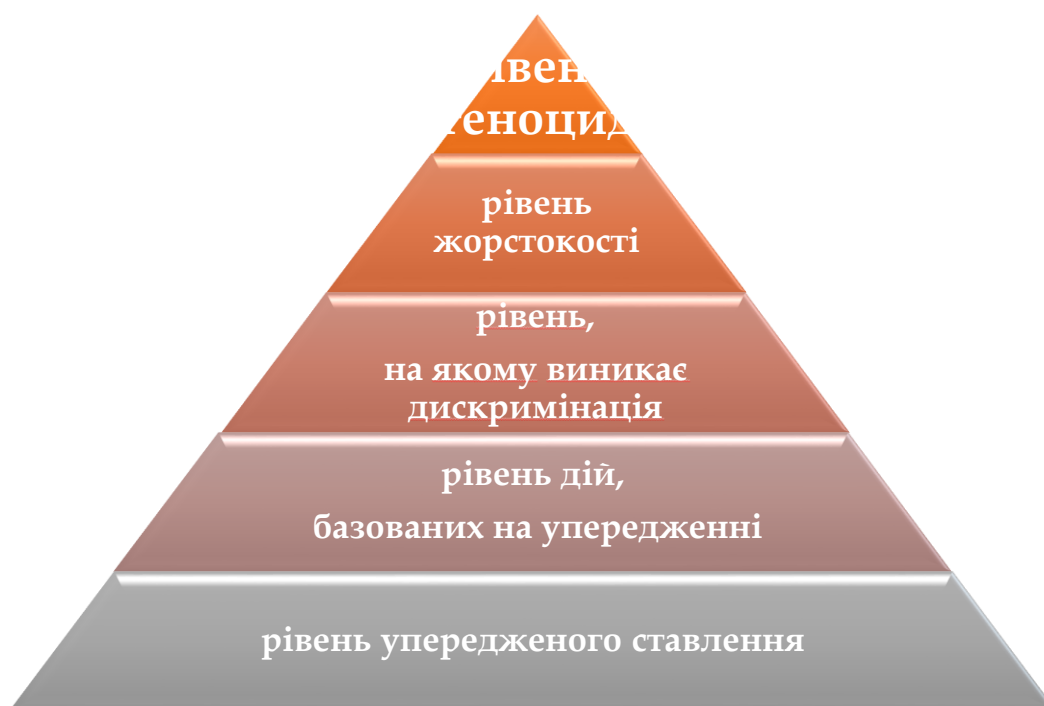 рівень
жорстокості
рівень,
на якому виникає
дискримінація
рівень дій,
базованих на упередженні
рівень упередженого ставлення